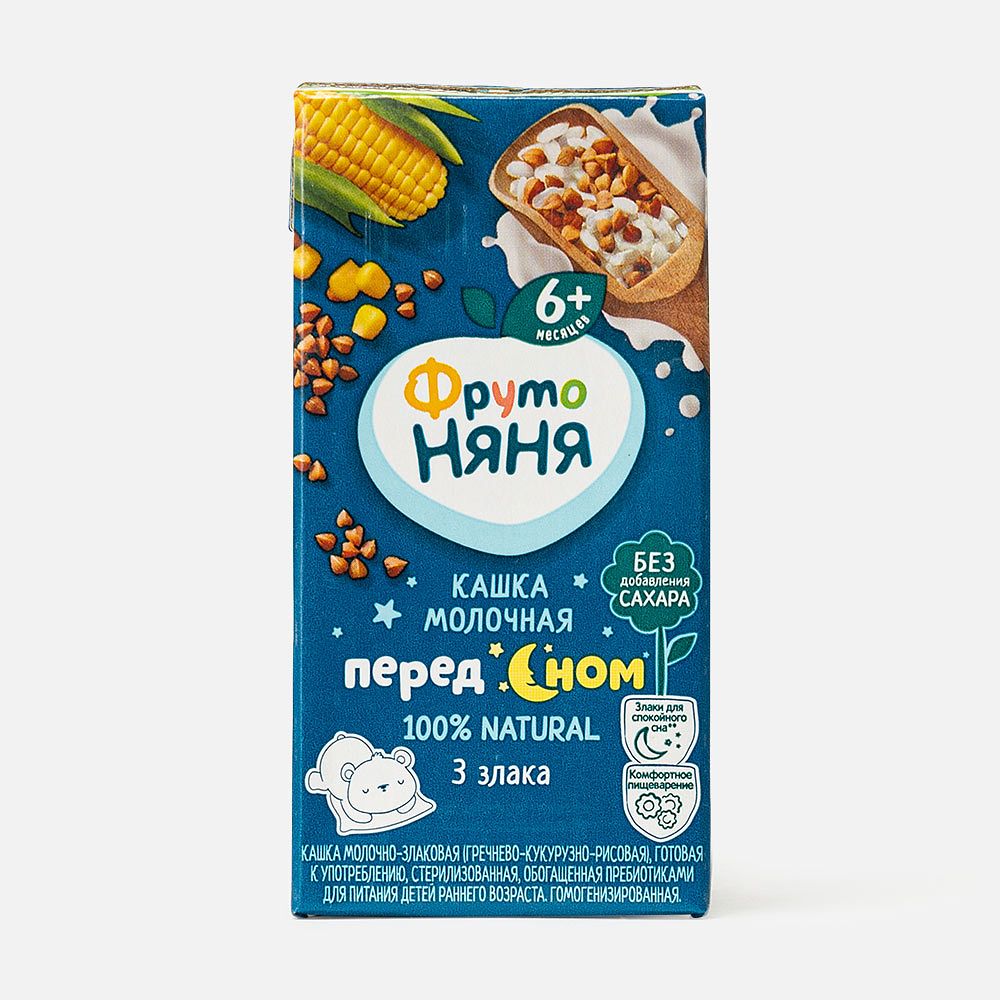 6+
месяцев
Фруто
НЯНЯ
БЕЗ
добавления
САХАРА
КАШКА
МОЛОЧНАЯ
перед Сном
100% NATURAL
3 злака
Злаки для
спокойного
сна**
Комфортное
пищеварение
КАШКА МОЛОЧНО-ЗЛАКОВАЯ (ГРЕЧНЕВО-КУКУРУЗНО-РИСОВАЯ), ГОТОВАЯ
К УПОТРЕБЛЕНИЮ, СТЕРИЛИЗОВАННАЯ, ОБОГАЩЕННАЯ ПРЕБИОТИКАМИ
ДЛЯ ПИТАНИЯ ДЕТЕЙ РАННЕГО ВОЗРАСТА. ГОМОГЕНИЗИРОВАННАЯ.